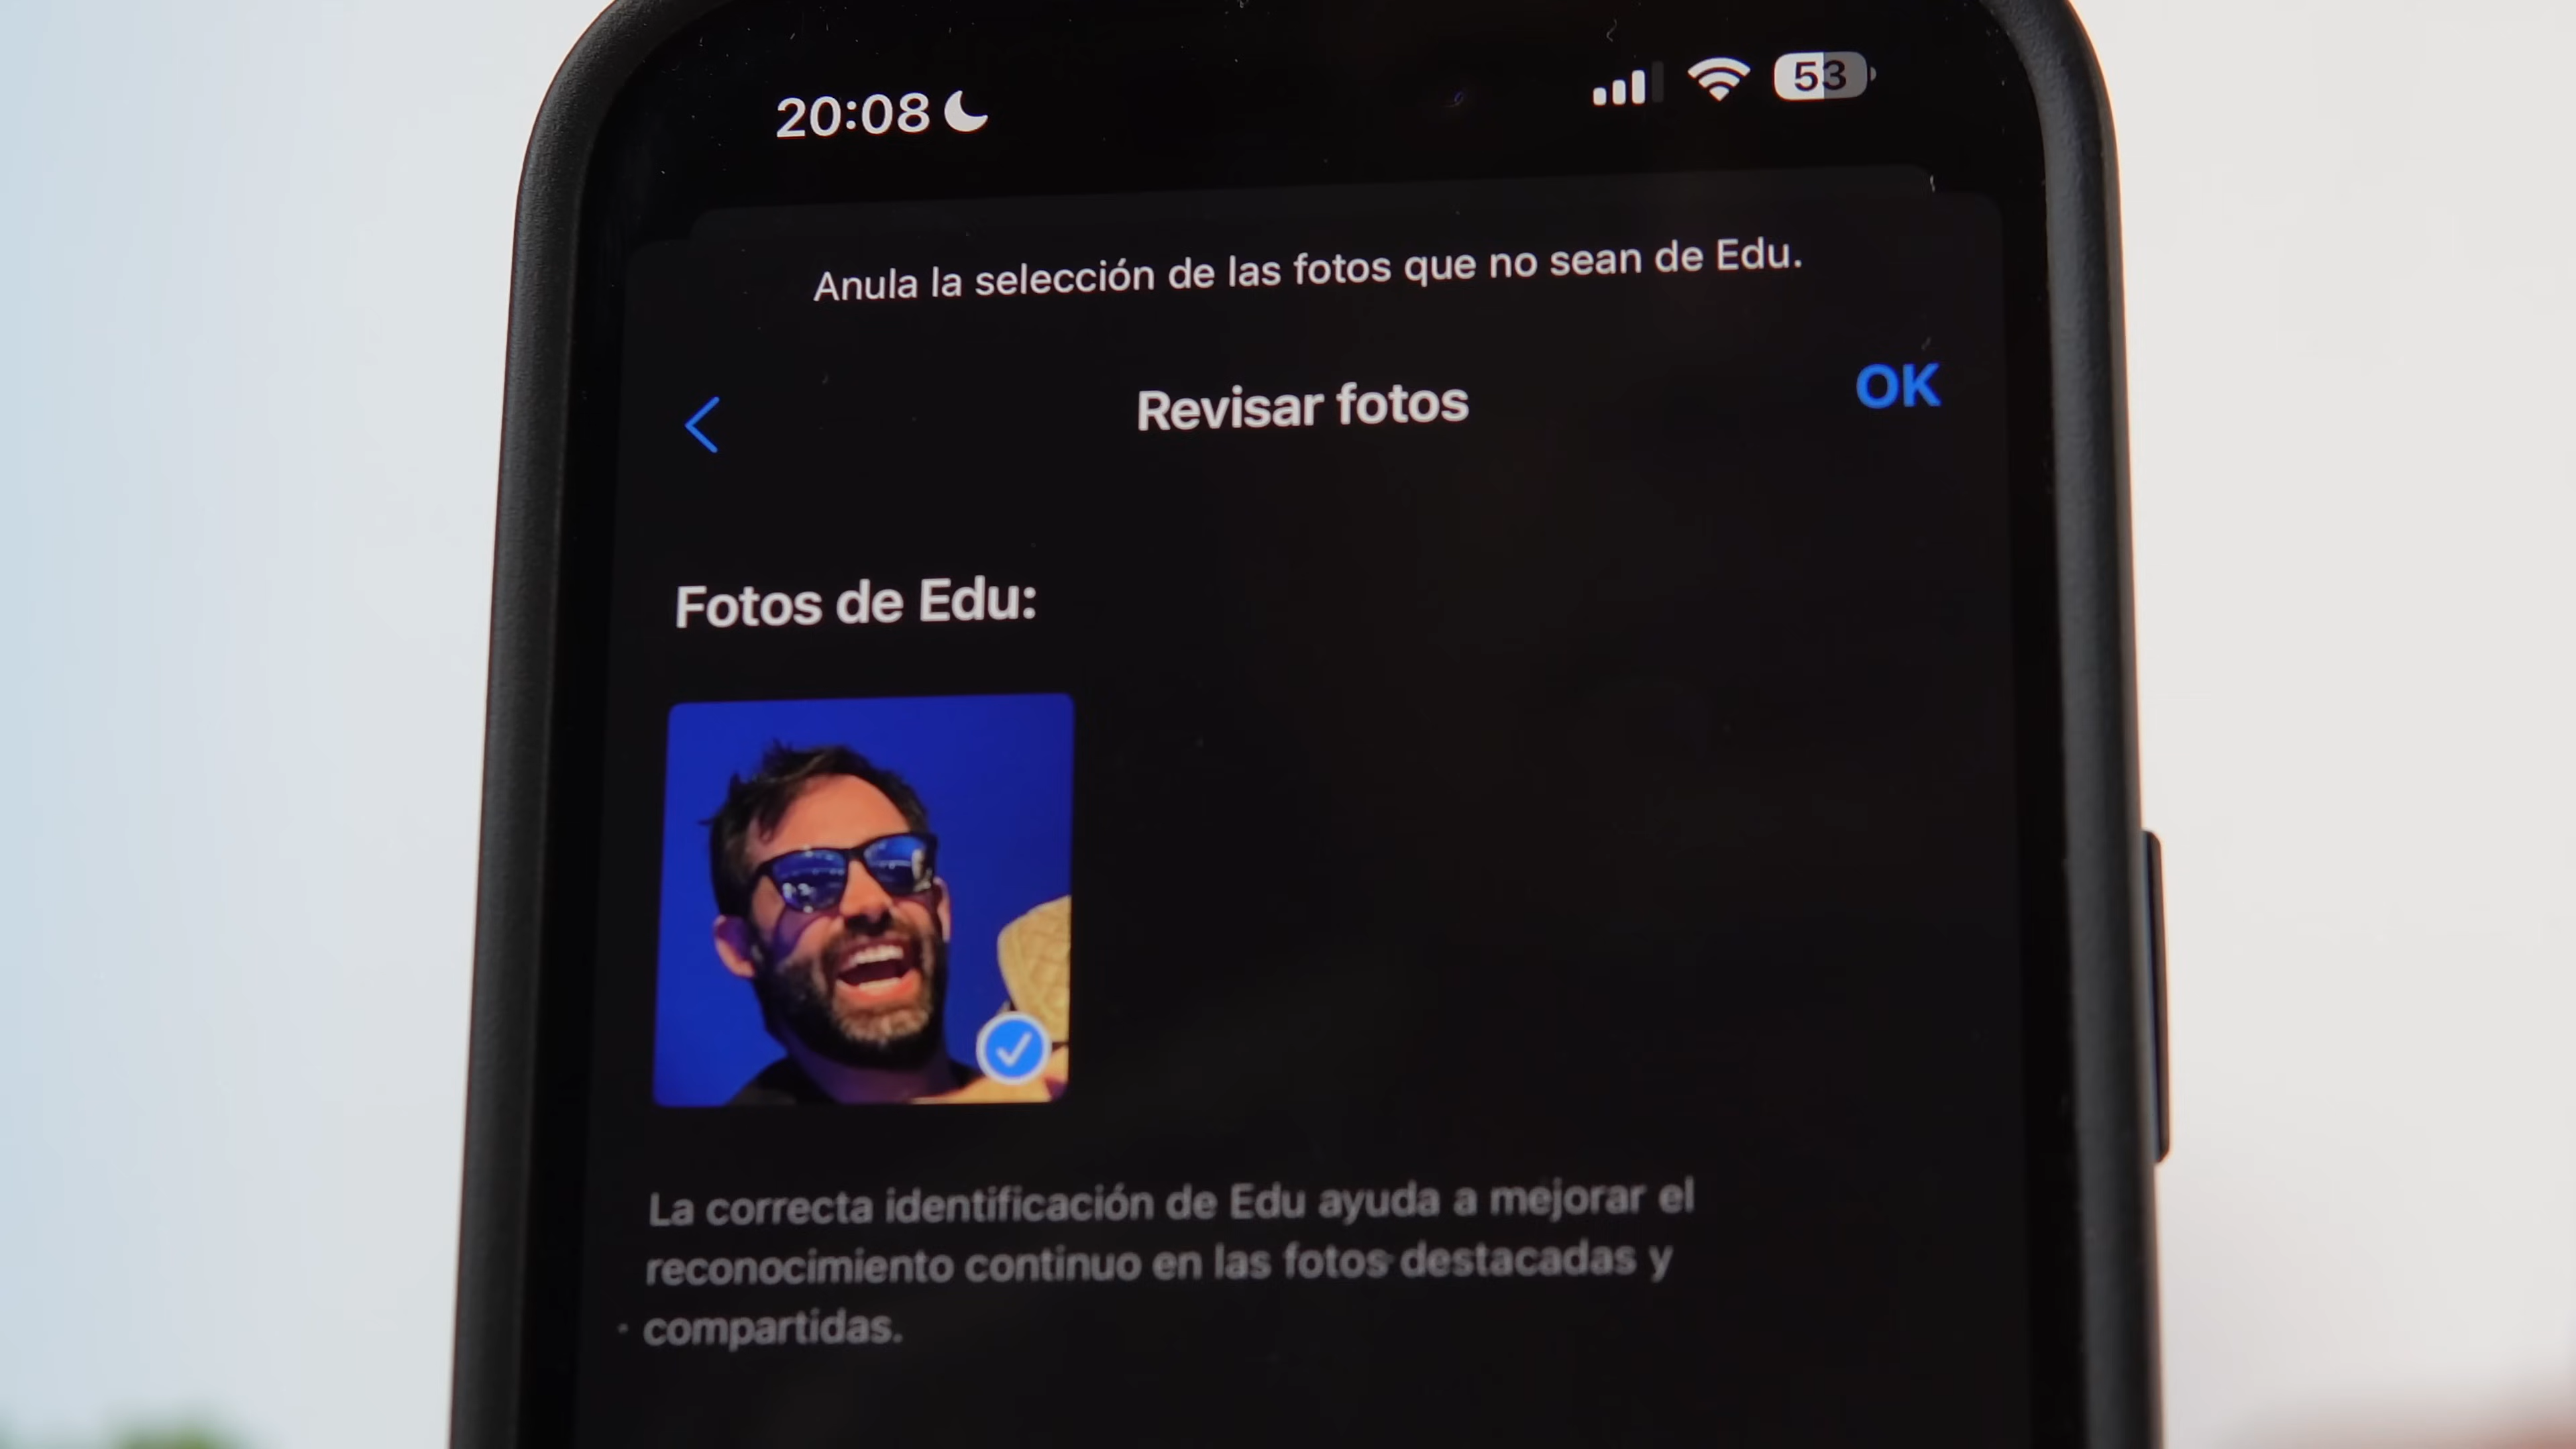 20:08
53
Anula la selección de las fotos que no sean de Edu.
Revisar fotos
OK
Fotos de Edu:
La correcta identificación de Edu ayuda a mejorar el
reconocimiento continuo en las fotos destacadas y
compartidas.